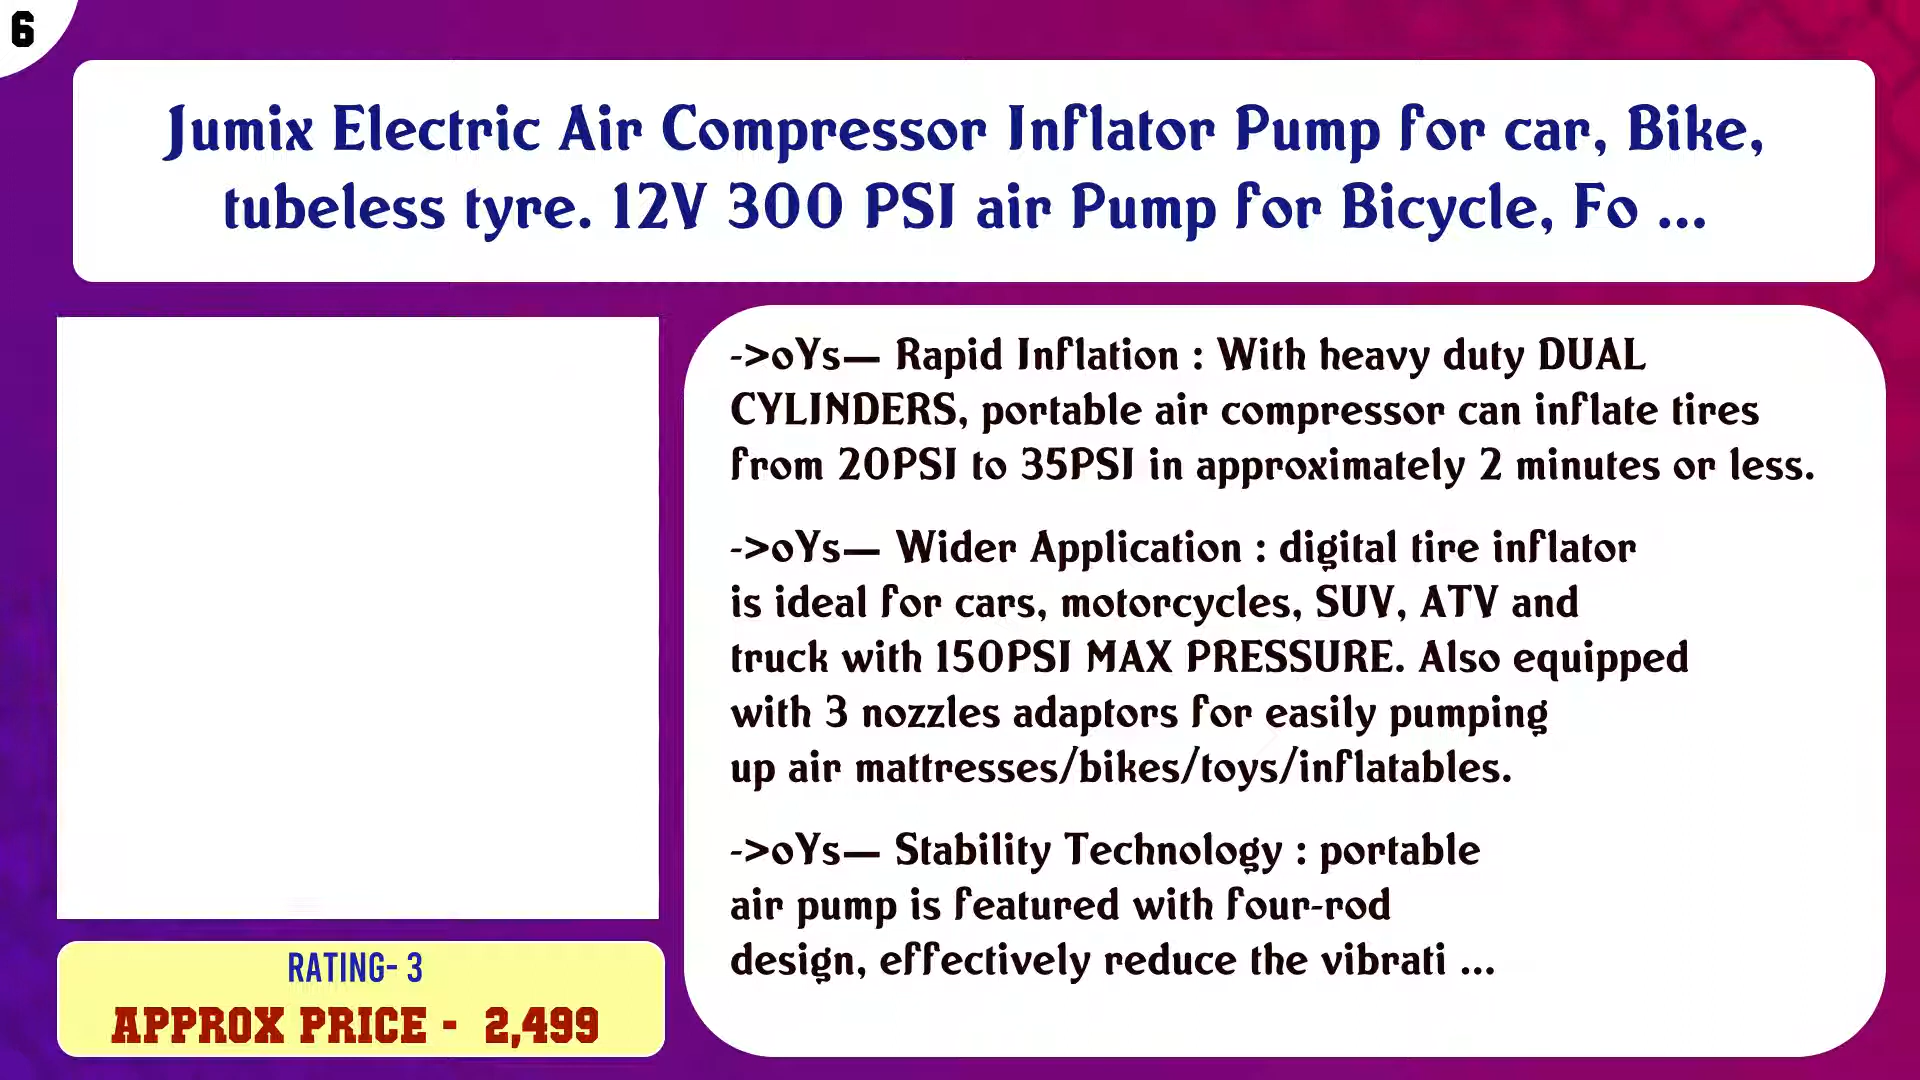 6
Jumix Electric Air Compressor Inflator Pump for car, Bike,
tubeless tyre. 12V 300 PSI air Pump for Bicycle, Fo ...
->oYs— Rapid Inflation : With heavy duty DUAL
CYLINDERS, portable air compressor can inflate tires
from 20PSI to 35PSI in approximately 2 minutes or less.
->oYs— Wider Application : digital tire inflator
is ideal for cars, motorcycles, SUV, ATV and
truck with 150PSI MAX PRESSURE. Also equipped
with 3 nozzles adaptors for easily pumping
up air mattresses/bikes/toys/inflatables.
->oYs— Stability Technology : portable
air pump is featured with four-rod
design, effectively reduce the vibrati ...
RATING- 3
APPROX PRICE - 2,499